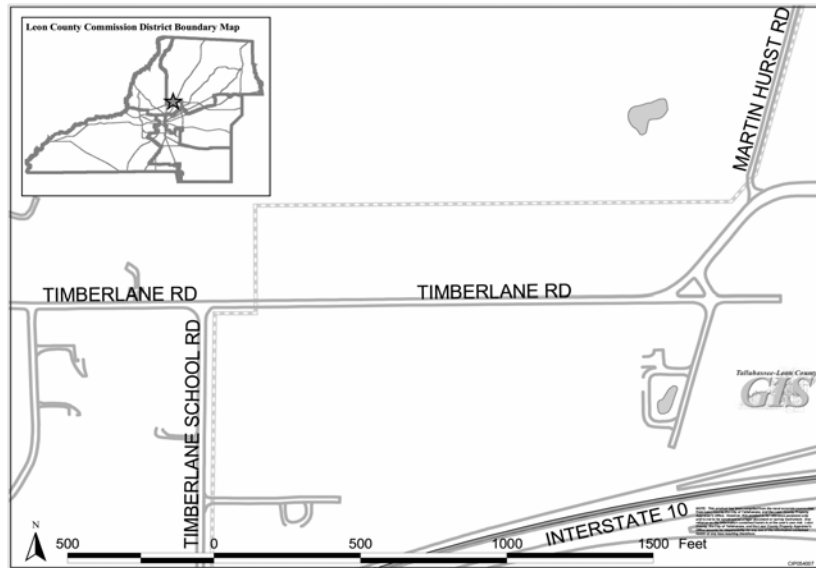 Leon County Commission District Boundary Map
MARTIN HURST RD
TIMBERLANE RD
TIMBERLANE RD
TIMBERLANE SCHOOL RD
Tallahassee-Leon County
GIS
INTERSTATE 10
N
500 0 500 1000 1500 Feet